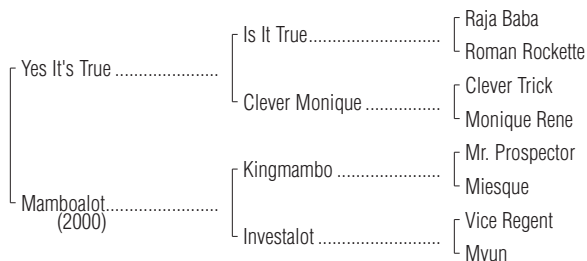 Raja Baba
Is It True
Roman Rockette
Yes It's True
Clever Trick
Clever Monique
Monique Rene
Mr. Prospector
Kingmambo
Miesque
Mamboalot
(2000)
Vice Regent
Investalot
Myun